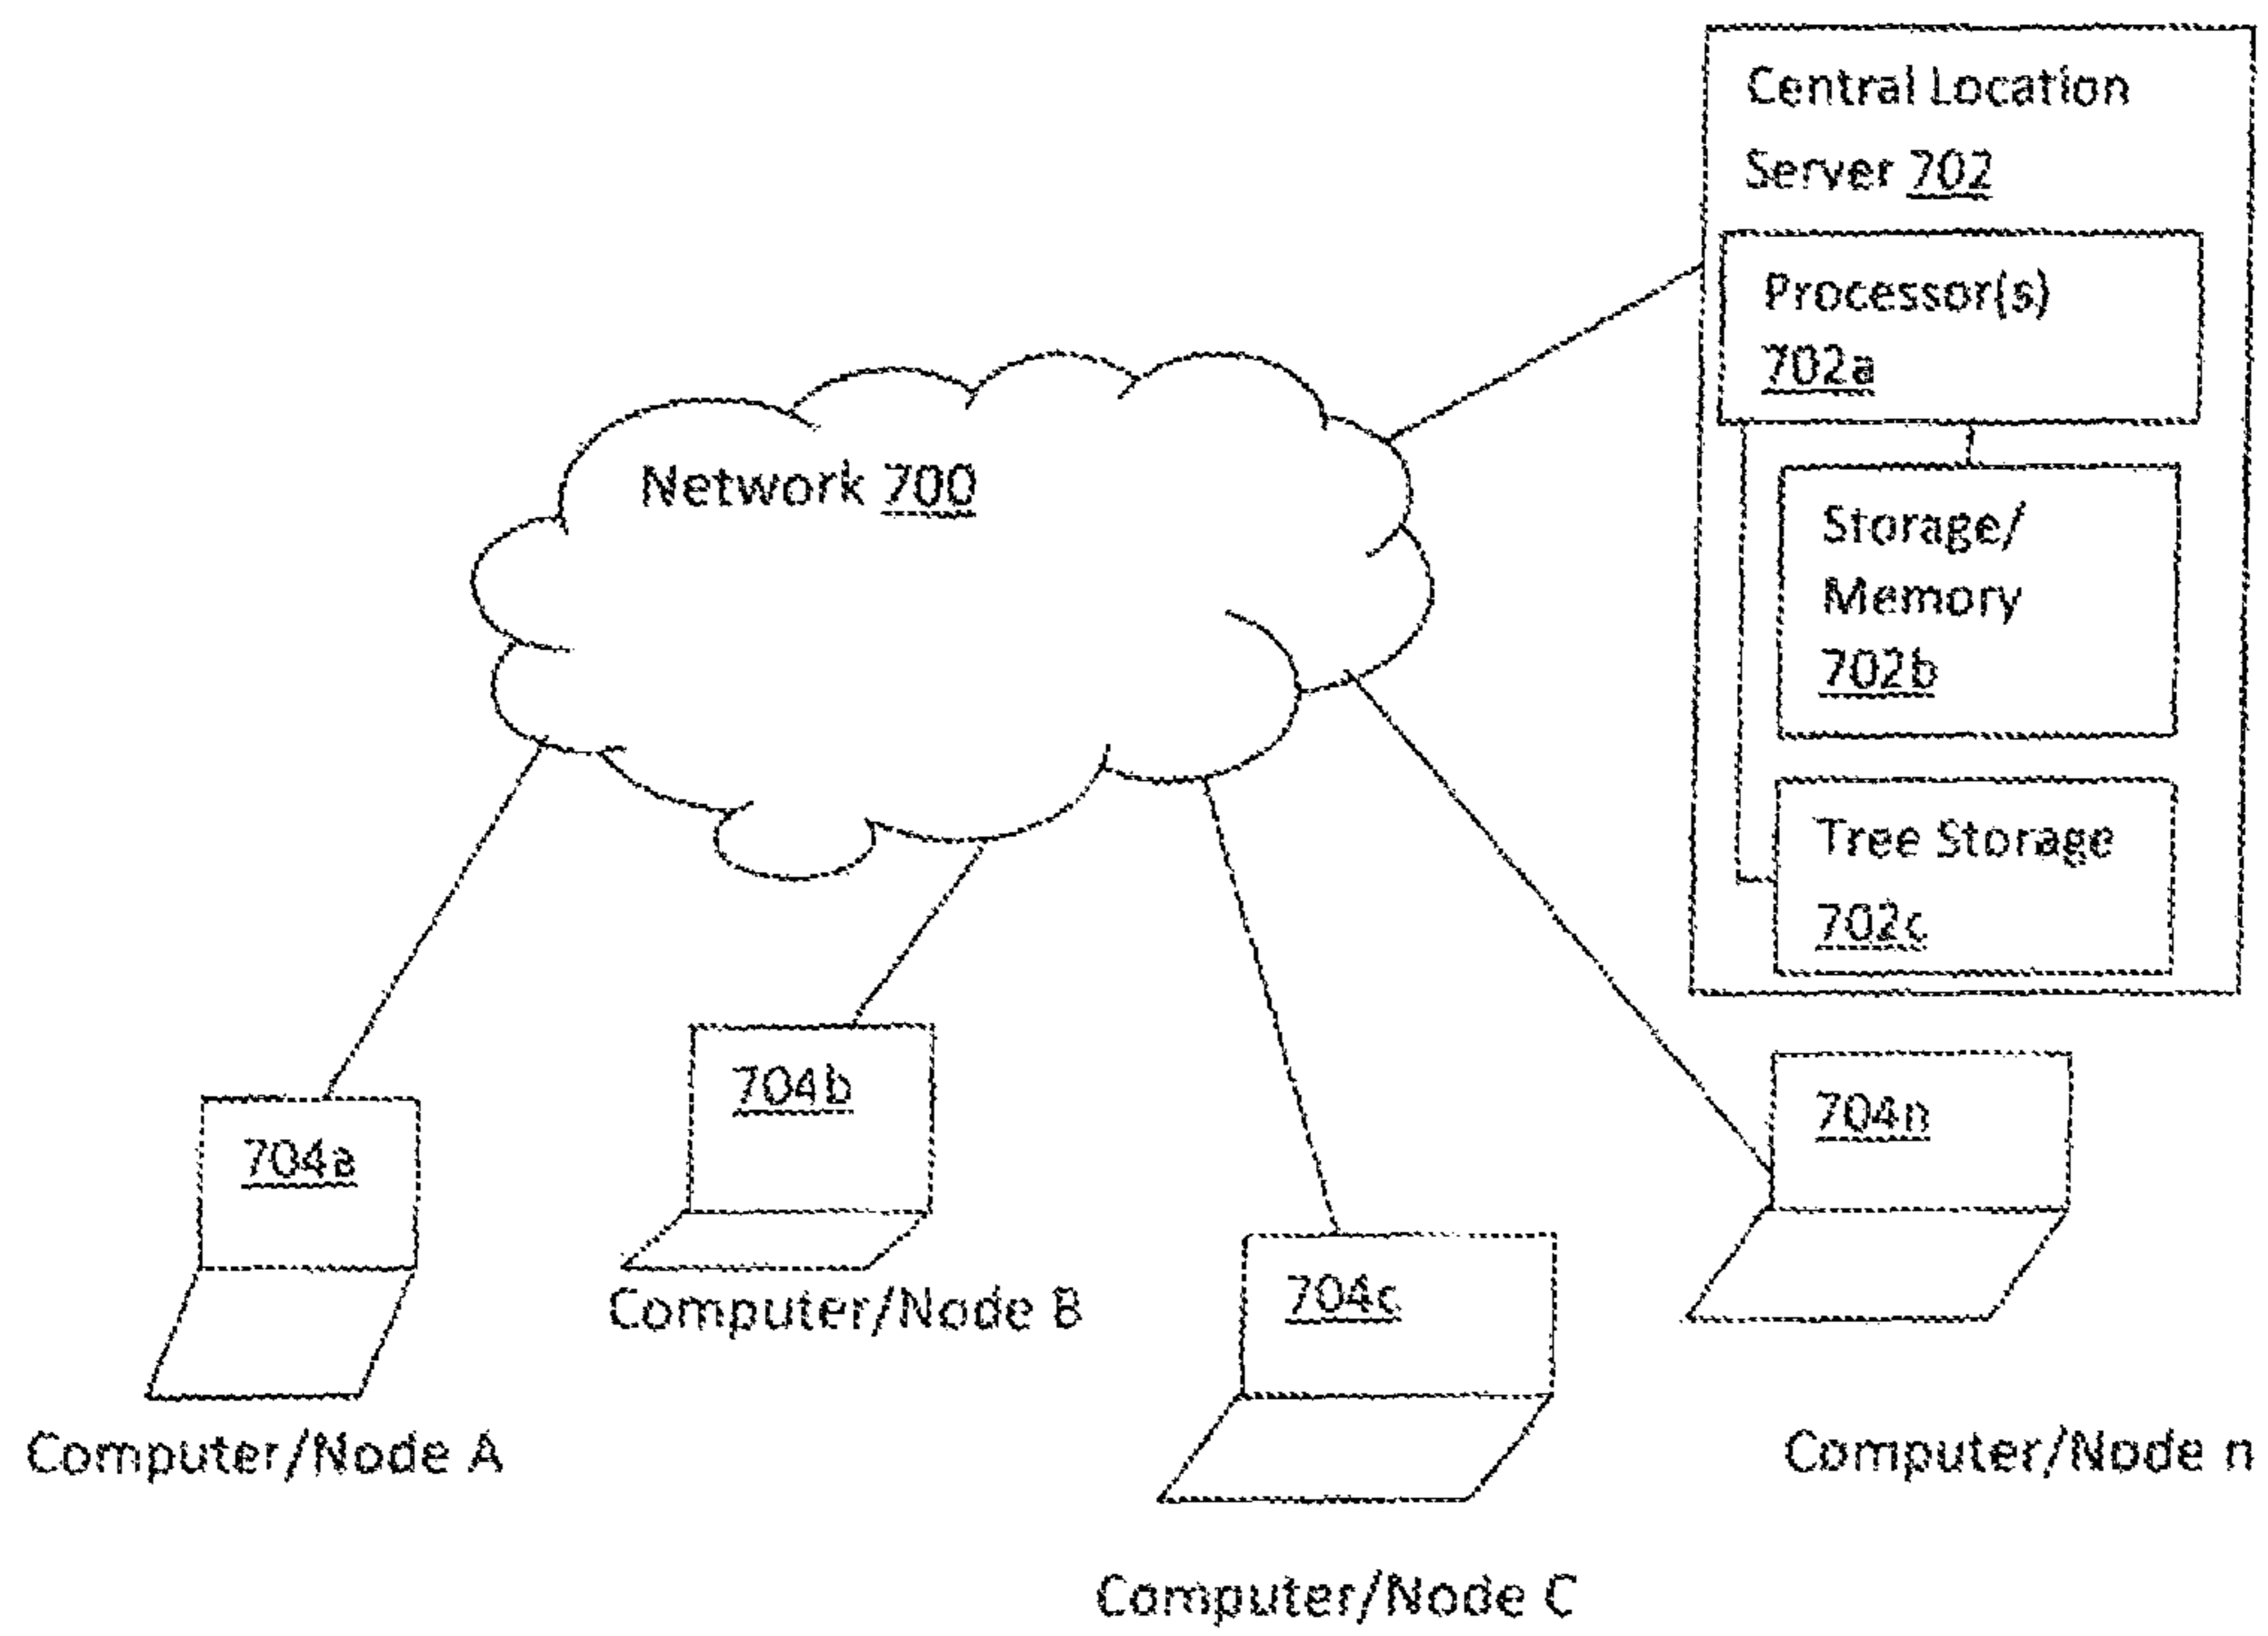 Central Location
Server 702
Processor(s)
702a
Network 700
Storage/
Memory
702b
Tree Storage
702c
704a
704b
704c
704n
Computer/Node A
Computer/Node B
Computer/Node C
Computer/Node n